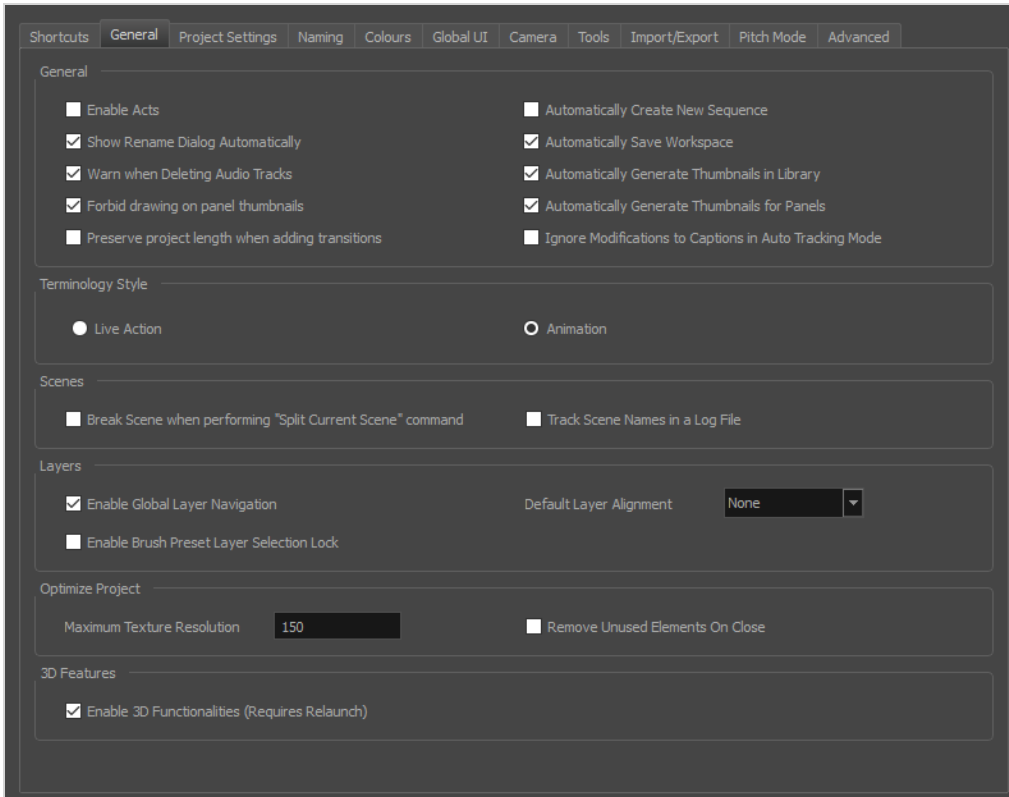 Shortcuts General Project Settings Naming Colours Global UI Camera Tools Import/Export Pitch Mode Advanced
General
Enable Acts Automatically Create New Sequence
Show Rename Dialog Automatically Automatically Save Workspace
Warn when Deleting Audio Tracks Automatically Generate Thumbnails in Library
Forbid drawing on panel thumbnails Automatically Generate Thumbnails for Panels
Preserve project length when adding transitions Ignore Modifications to Captions in Auto Tracking Mode
Terminology Style
Live Action Animation
Scenes
Break Scene when performing "Split Current Scene" command Track Scene Names in a Log File
Layers
Enable Global Layer Navigation Default Layer Alignment None
Enable Brush Preset Layer Selection Lock
Optimize Project
Maximum Texture Resolution 150 Remove Unused Elements On Close
3D Features
Enable 3D Functionalities (Requires Relaunch)